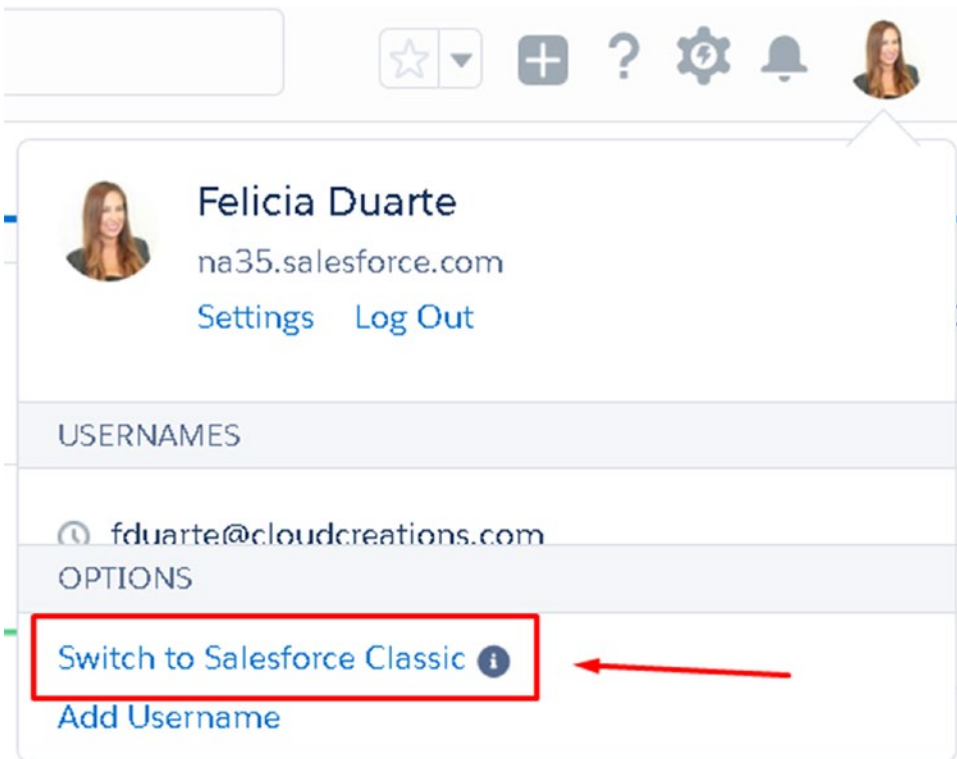 Felicia Duarte
na35.salesforce.com
Settings Log Out
USERNAMES
fduarte@cloudcreations.com
OPTIONS
Switch to Salesforce Classic
Add Username